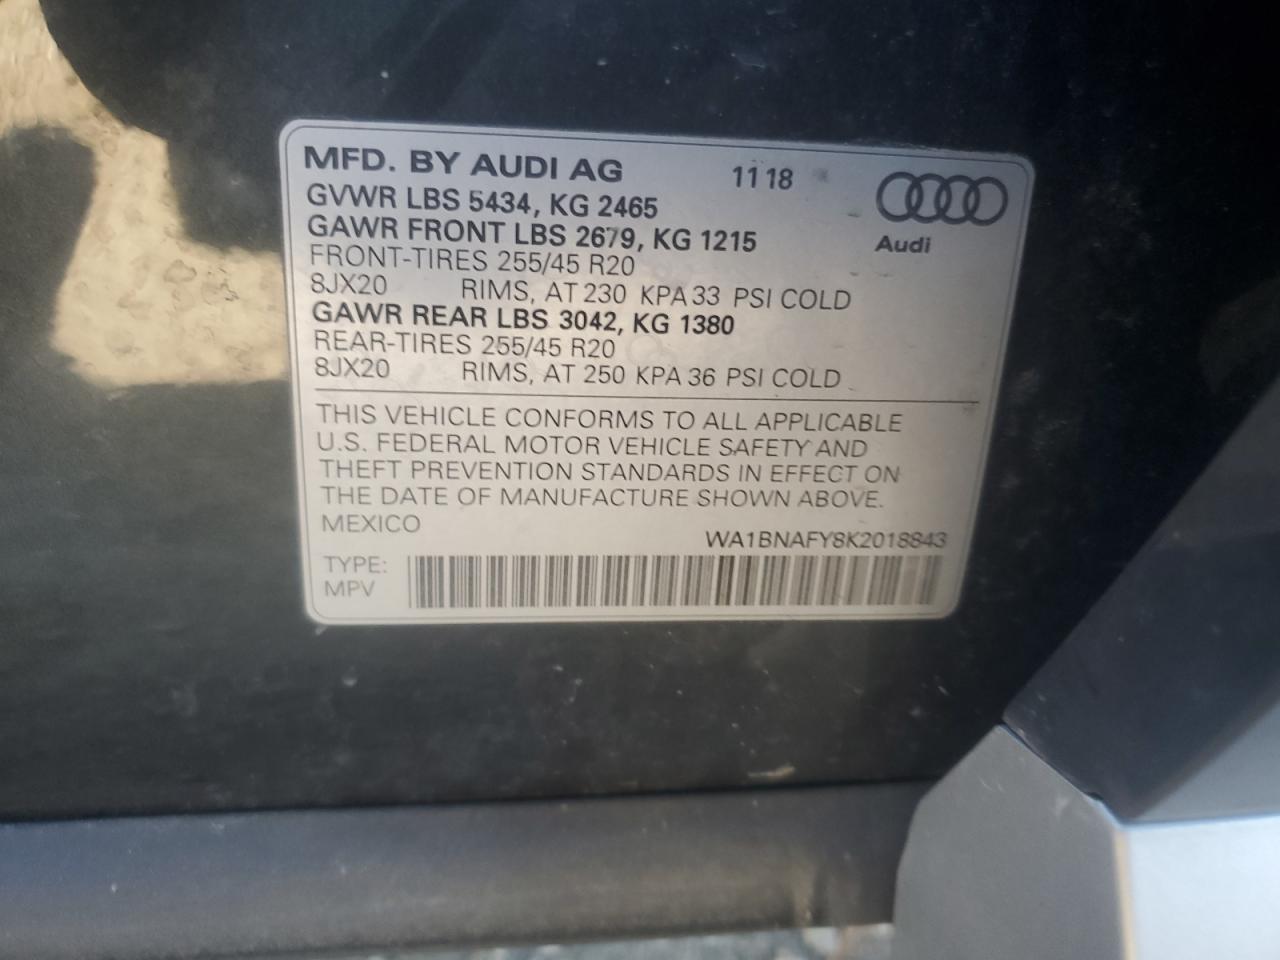 MFD. BY AUDI AG 11 18
GVWR LBS 5434, KG 2465
GAWR FRONT LBS 2679, KG 1215
Audi
FRONT-TIRES 255/45 R20
8JX20 RIMS, AT 230 KPA 33 PSI COLD
GAWR REAR LBS 3042, KG 1380
REAR-TIRES 255/45 R20
8JX20 RIMS, AT 250 KPA 36 PSI COLD
THIS VEHICLE CONFORMS TO ALL APPLICABLE
U.S. FEDERAL MOTOR VEHICLE SAFETY AND
THEFT PREVENTION STANDARDS IN EFFECT ON
THE DATE OF MANUFACTURE SHOWN ABOVE.
MEXICO WA1BNAFY8K2018843
TYPE:
MPV